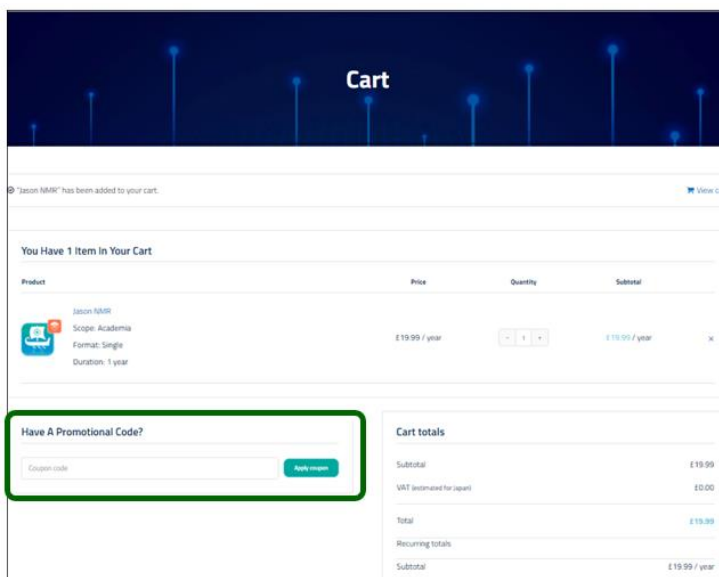 Cart
"Jason NMR" has been added to your cart.
View
You Have 1 Item In Your Cart
Product Price Quantity Subtotal
Jason NMR
Scope: Academia
Format: Single
Duration: 1 year
£19.99 / year - 1 + £19.99 / year ×
Have A Promotional Code?
Coupon code Apply coupon
Cart totals
Subtotal £19.99
VAT (estimated for Japan) £0.00
Total £19.99
Recurring totals
Subtotal £19.99 / year